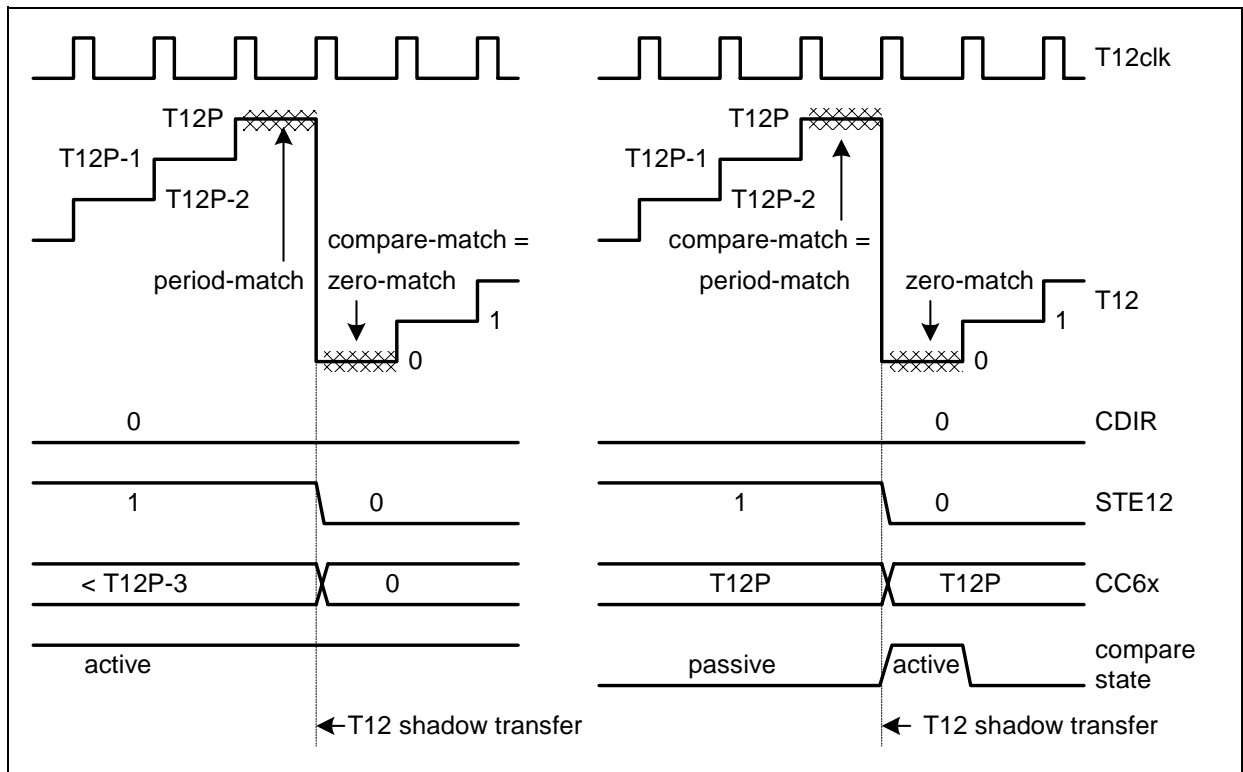 T12clk
T12P T12P
T12P-1 T12P-1
T12P-2 T12P-2
compare-match = compare-match =
period-match zero-match period-match zero-match
T12
1 1
0 0
0 0 CDIR
1 0 1 0 STE12
< T12P-3 0 T12P T12P CC6x
active passive active compare
state
T12 shadow transfer T12 shadow transfer